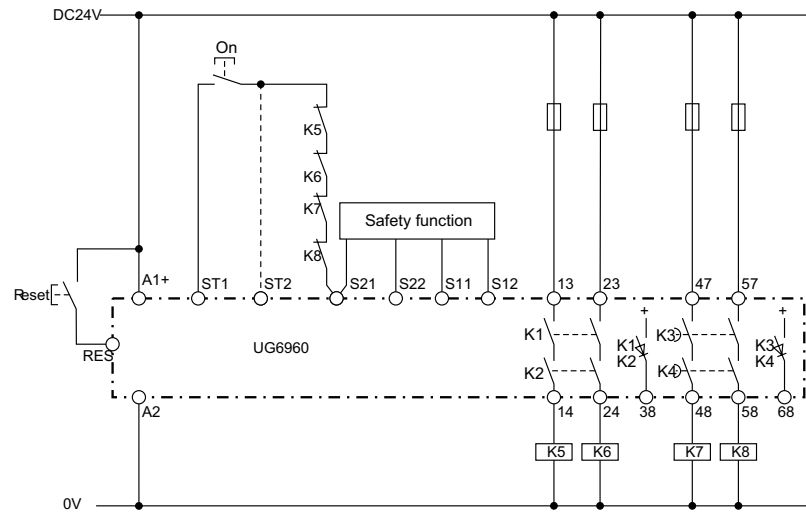 DC24V
On
K5
K6
K7
K8
Safety function
Reset
A1+
ST1
ST2
S21
S22
S11
S12
13
23
47
57
RES
UG6960
K1
K2
+
K1
K2
K3
K4
+
K3
K4
A2
14
24
38
48
58
68
K5
K6
K7
K8
0V